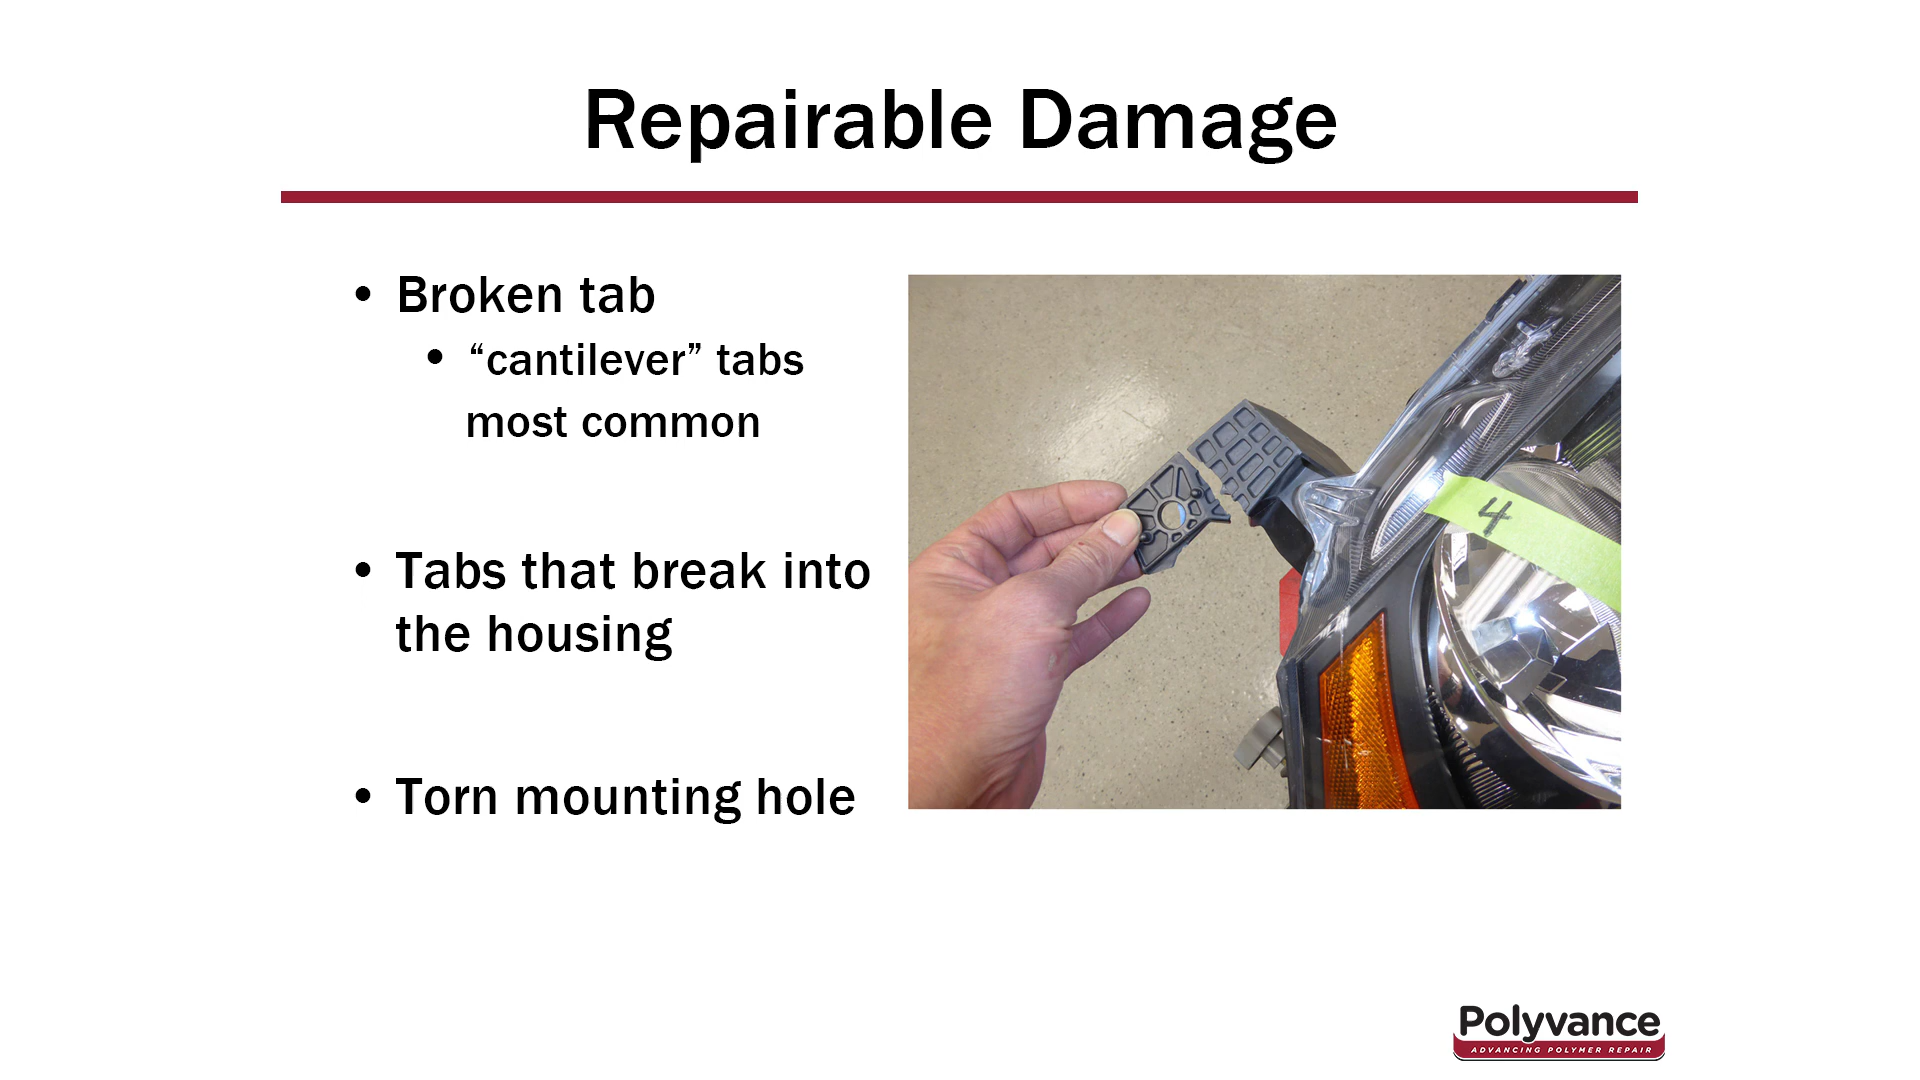 Repairable Damage
• Broken tab
• “cantilever” tabs
most common
• Tabs that break into
the housing
• Torn mounting hole
4
Polyvance
ADVANCING POLYMER REPAIR